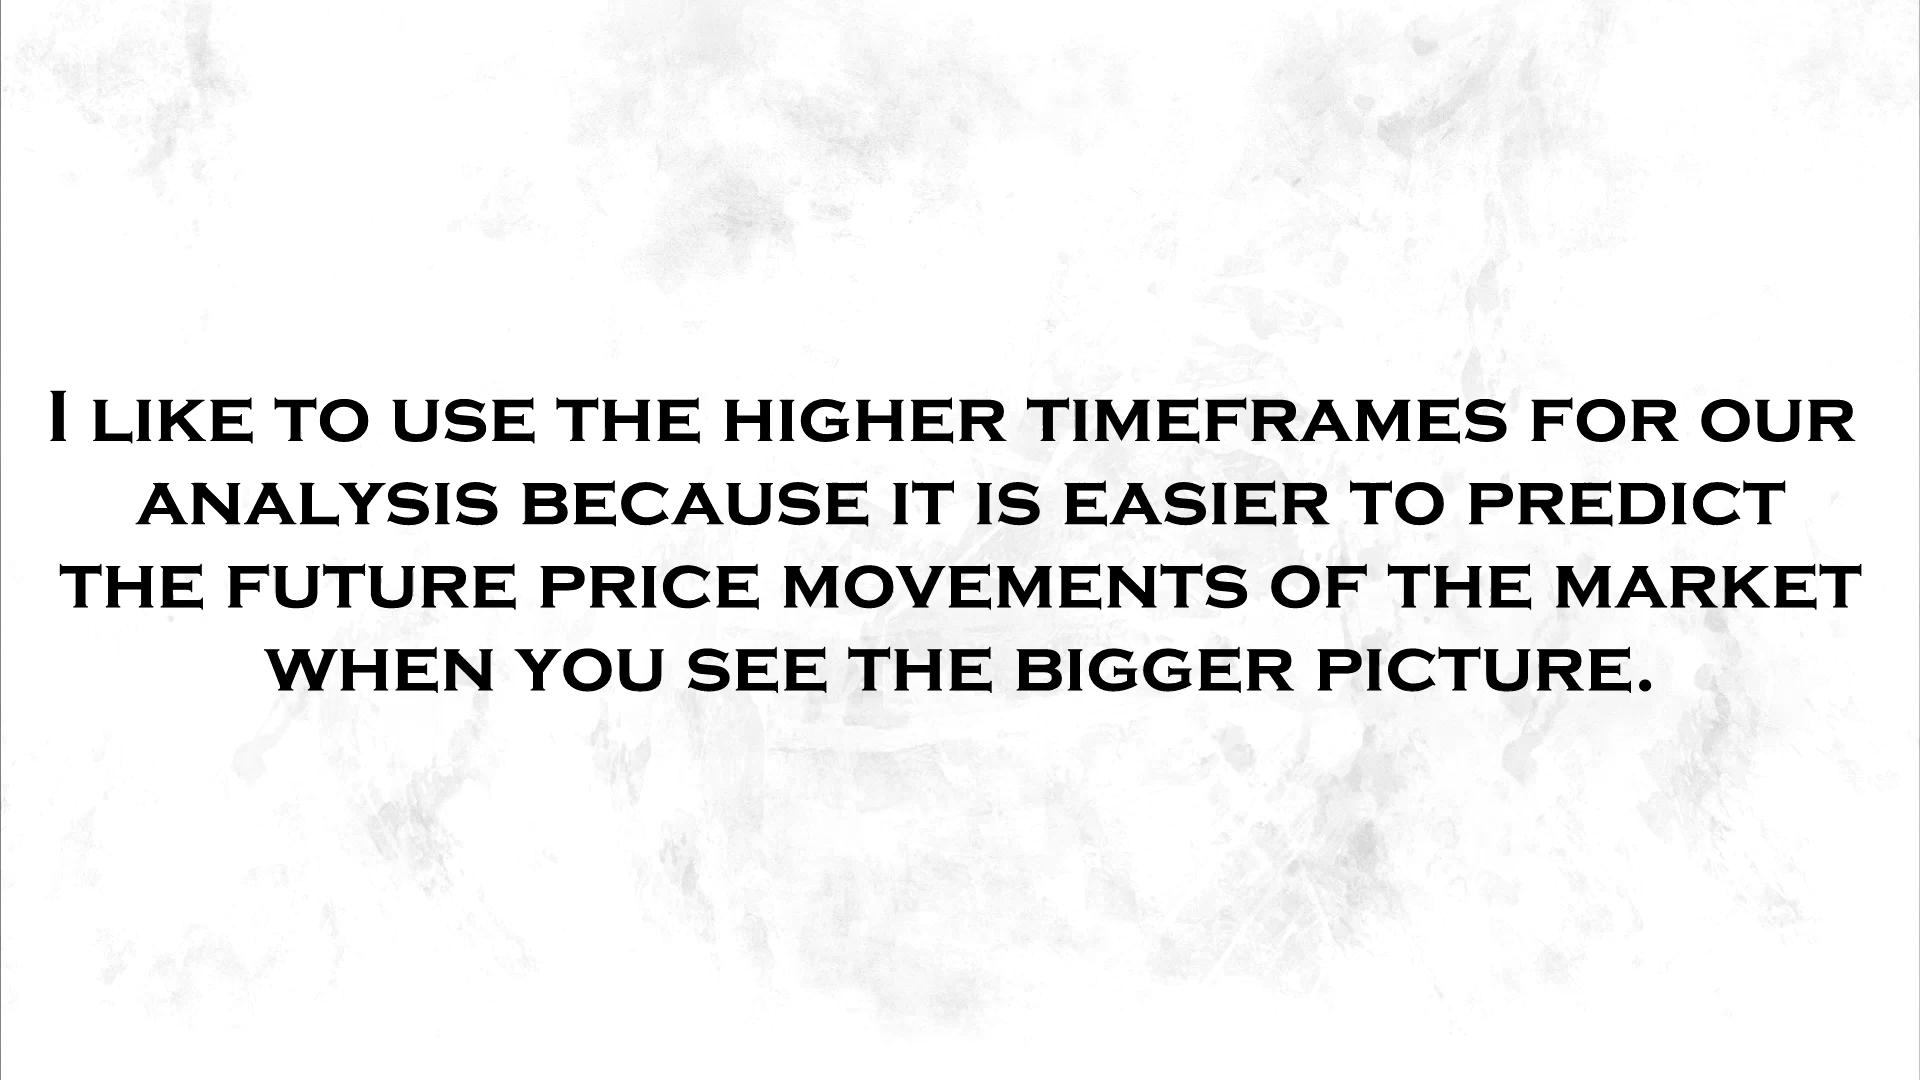 I LIKE TO USE THE HIGHER TIMEFRAMES FOR OUR
ANALYSIS BECAUSE IT IS EASIER TO PREDICT
THE FUTURE PRICE MOVEMENTS OF THE MARKET
WHEN YOU SEE THE BIGGER PICTURE.